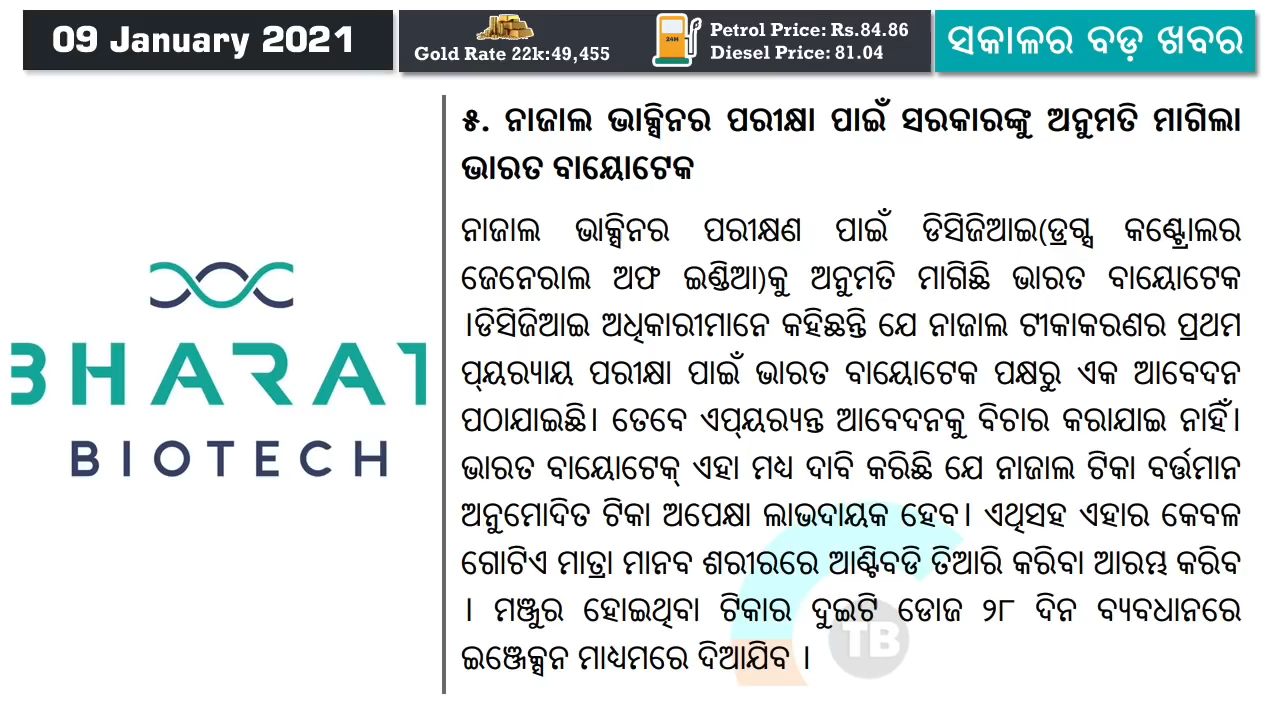 09 January 2021
Gold Rate 22k:49,455
24H
Petrol Price: Rs.84.86
Diesel Price: 81.04
ସକାଳର ବଡ଼ ଖବର
୫. ନାଜାଲ ଭାକ୍ସିନର ପରୀକ୍ଷା ପାଇଁ ସରକାରଙ୍କୁ ଅନୁମତି ମାଗିଲା
ଭାରତ ବାୟୋଟେକ
ନାଜାଲ ଭାକ୍ସିନର ପରୀକ୍ଷଣ ପାଇଁ ଡିସିଜିଆଇ(ଡ୍ରଗ୍ସ କଣ୍ଟ୍ରୋଲର
ଜେନେରାଲ ଅଫ ଇଣ୍ଡିଆ)କୁ ଅନୁମତି ମାଗିଛି ଭାରତ ବାୟୋଟେକ
।ଡିସିଜିଆଇ ଅଧିକାରୀମାନେ କହିଛନ୍ତି ଯେ ନାଜାଲ ଟୀକାକରଣର ପ୍ରଥମ
ପ୍ୟର‌୍ୟାୟ ପରୀକ୍ଷା ପାଇଁ ଭାରତ ବାୟୋଟେକ ପକ୍ଷରୁ ଏକ ଆବେଦନ
ପଠାଯାଇଛି। ତେବେ ଏପ୍ୟର‌୍ୟନ୍ତ ଆବେଦନକୁ ବିଚାର କରାଯାଇ ନାହିଁ।
ଭାରତ ବାୟୋଟେକ୍ ଏହା ମଧ୍ୟ ଦାବି କରିଛି ଯେ ନାଜାଲ ଟିକା ବର୍ତ୍ତମାନ
ଅନୁମୋଦିତ ଟିକା ଅପେକ୍ଷା ଲାଭଦାୟକ ହେବ। ଏଥିସହ ଏହାର କେବଳ
ଗୋଟିଏ ମାତ୍ରା ମାନବ ଶରୀରରେ ଆଣ୍ଟିବଡି ତିଆରି କରିବା ଆରମ୍ଭ କରିବ
। ମଞ୍ଜୁର ହୋଇଥିବା ଟିକାର ଦୁଇଟି ଡୋଜ ୨୮ ଦିନ ବ୍ୟବଧାନରେ
ଇଞ୍ଜେକ୍ସନ ମାଧ୍ୟମରେ ଦିଆଯିବ ।
BHARAT
BIOTECH
TB